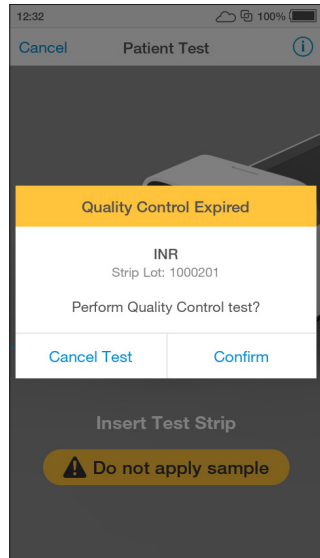 12:32 100%
Cancel Patient Test i
Quality Control Expired
INR
Strip Lot: 1000201
Perform Quality Control test?
Cancel Test Confirm
Insert Test Strip
Do not apply sample